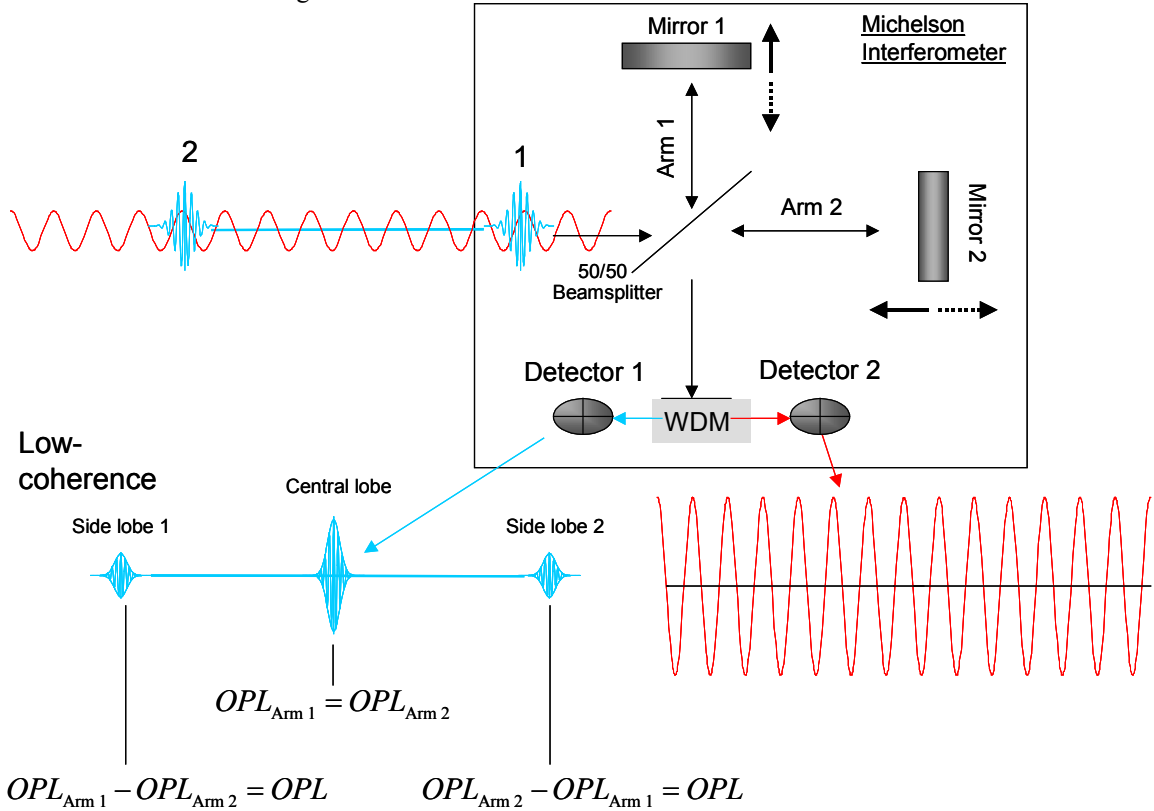 Mirror 1
Michelson
Interferometer
Arm 1
2
1
Arm 2
Mirror 2
50/50
Beamsplitter
Detector 1
Detector 2
WDM
Low-
coherence
Central lobe
Side lobe 1
Side lobe 2
OPL_Arm 1 = OPL_Arm 2
OPL_Arm 1 − OPL_Arm 2 = OPL
OPL_Arm 2 − OPL_Arm 1 = OPL